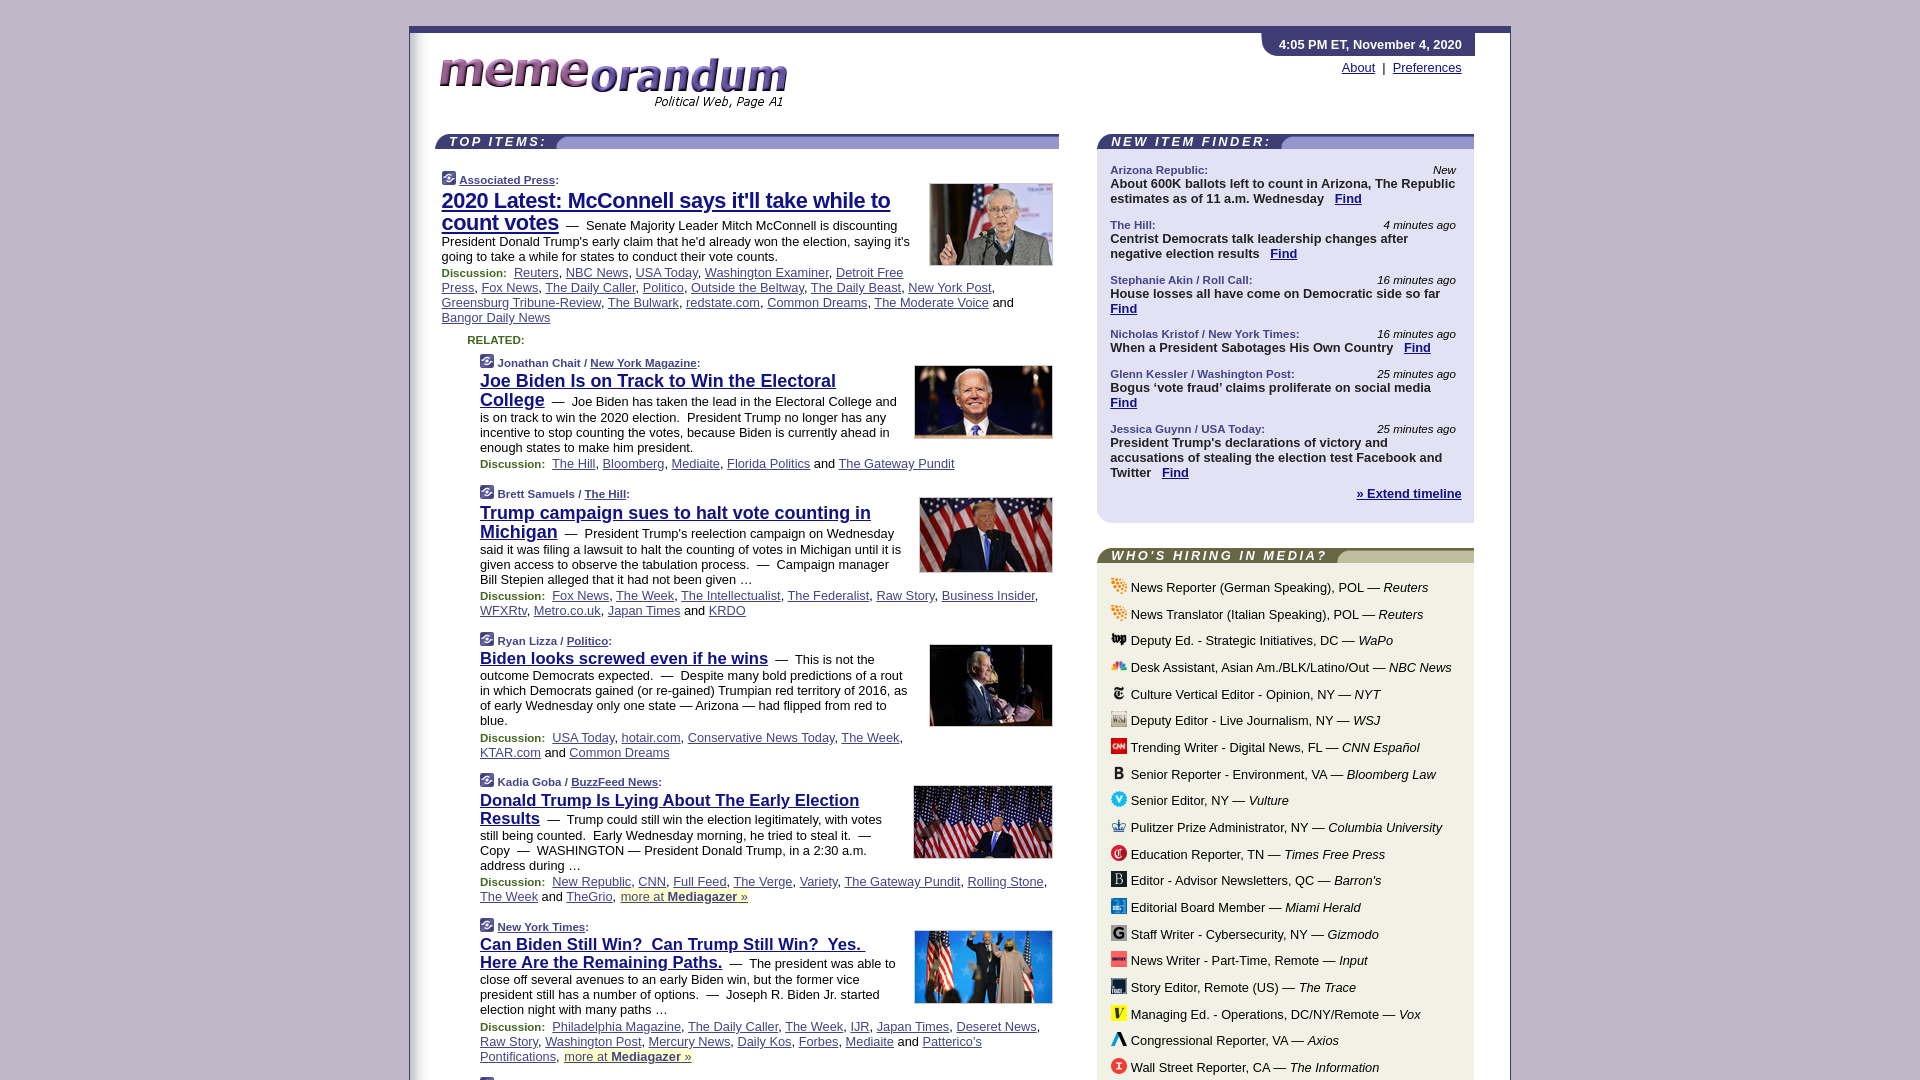 4:05 PM ET, November 4, 2020
memeorandum
Political Web, Page A1
About | Preferences
TOP ITEMS:
Associated Press:
2020 Latest: McConnell says it'll take while to
count votes — Senate Majority Leader Mitch McConnell is discounting
President Donald Trump's early claim that he'd already won the election, saying it's
going to take a while for states to conduct their vote counts.
Discussion: Reuters, NBC News, USA Today, Washington Examiner, Detroit Free
Press, Fox News, The Daily Caller, Politico, Outside the Beltway, The Daily Beast, New York Post,
Greensburg Tribune-Review, The Bulwark, redstate.com, Common Dreams, The Moderate Voice and
Bangor Daily News
RELATED:
Jonathan Chait / New York Magazine:
Joe Biden Is on Track to Win the Electoral
College — Joe Biden has taken the lead in the Electoral College and
is on track to win the 2020 election. President Trump no longer has any
incentive to stop counting the votes, because Biden is currently ahead in
enough states to make him president.
Discussion: The Hill, Bloomberg, Mediaite, Florida Politics and The Gateway Pundit
Brett Samuels / The Hill:
Trump campaign sues to halt vote counting in
Michigan — President Trump's reelection campaign on Wednesday
said it was filing a lawsuit to halt the counting of votes in Michigan until it is
given access to observe the tabulation process. — Campaign manager
Bill Stepien alleged that it had not been given …
Discussion: Fox News, The Week, The Intellectualist, The Federalist, Raw Story, Business Insider,
WFXRtv, Metro.co.uk, Japan Times and KRDO
Ryan Lizza / Politico:
Biden looks screwed even if he wins — This is not the
outcome Democrats expected. — Despite many bold predictions of a rout
in which Democrats gained (or re-gained) Trumpian red territory of 2016, as
of early Wednesday only one state — Arizona — had flipped from red to
blue.
Discussion: USA Today, hotair.com, Conservative News Today, The Week,
KTAR.com and Common Dreams
Kadia Goba / BuzzFeed News:
Donald Trump Is Lying About The Early Election
Results — Trump could still win the election legitimately, with votes
still being counted. Early Wednesday morning, he tried to steal it. —
Copy — WASHINGTON — President Donald Trump, in a 2:30 a.m.
address during …
Discussion: New Republic, CNN, Full Feed, The Verge, Variety, The Gateway Pundit, Rolling Stone,
The Week and TheGrio, more at Mediagazer »
New York Times:
Can Biden Still Win? Can Trump Still Win? Yes.
Here Are the Remaining Paths. — The president was able to
close off several avenues to an early Biden win, but the former vice
president still has a number of options. — Joseph R. Biden Jr. started
election night with many paths …
Discussion: Philadelphia Magazine, The Daily Caller, The Week, IJR, Japan Times, Deseret News,
Raw Story, Washington Post, Mercury News, Daily Kos, Forbes, Mediaite and Patterico's
Pontifications, more at Mediagazer »
NEW ITEM FINDER:
Arizona Republic: New
About 600K ballots left to count in Arizona, The Republic
estimates as of 11 a.m. Wednesday Find
The Hill: 4 minutes ago
Centrist Democrats talk leadership changes after
negative election results Find
Stephanie Akin / Roll Call: 16 minutes ago
House losses all have come on Democratic side so far
Find
Nicholas Kristof / New York Times: 16 minutes ago
When a President Sabotages His Own Country Find
Glenn Kessler / Washington Post: 25 minutes ago
Bogus ‘vote fraud’ claims proliferate on social media
Find
Jessica Guynn / USA Today: 25 minutes ago
President Trump's declarations of victory and
accusations of stealing the election test Facebook and
Twitter Find
» Extend timeline
WHO'S HIRING IN MEDIA?
News Reporter (German Speaking), POL — Reuters
News Translator (Italian Speaking), POL — Reuters
Deputy Ed. - Strategic Initiatives, DC — WaPo
Desk Assistant, Asian Am./BLK/Latino/Out — NBC News
Culture Vertical Editor - Opinion, NY — NYT
Deputy Editor - Live Journalism, NY — WSJ
Trending Writer - Digital News, FL — CNN Español
Senior Reporter - Environment, VA — Bloomberg Law
Senior Editor, NY — Vulture
Pulitzer Prize Administrator, NY — Columbia University
Education Reporter, TN — Times Free Press
Editor - Advisor Newsletters, QC — Barron's
Editorial Board Member — Miami Herald
Staff Writer - Cybersecurity, NY — Gizmodo
News Writer - Part-Time, Remote — Input
Story Editor, Remote (US) — The Trace
Managing Ed. - Operations, DC/NY/Remote — Vox
Congressional Reporter, VA — Axios
Wall Street Reporter, CA — The Information